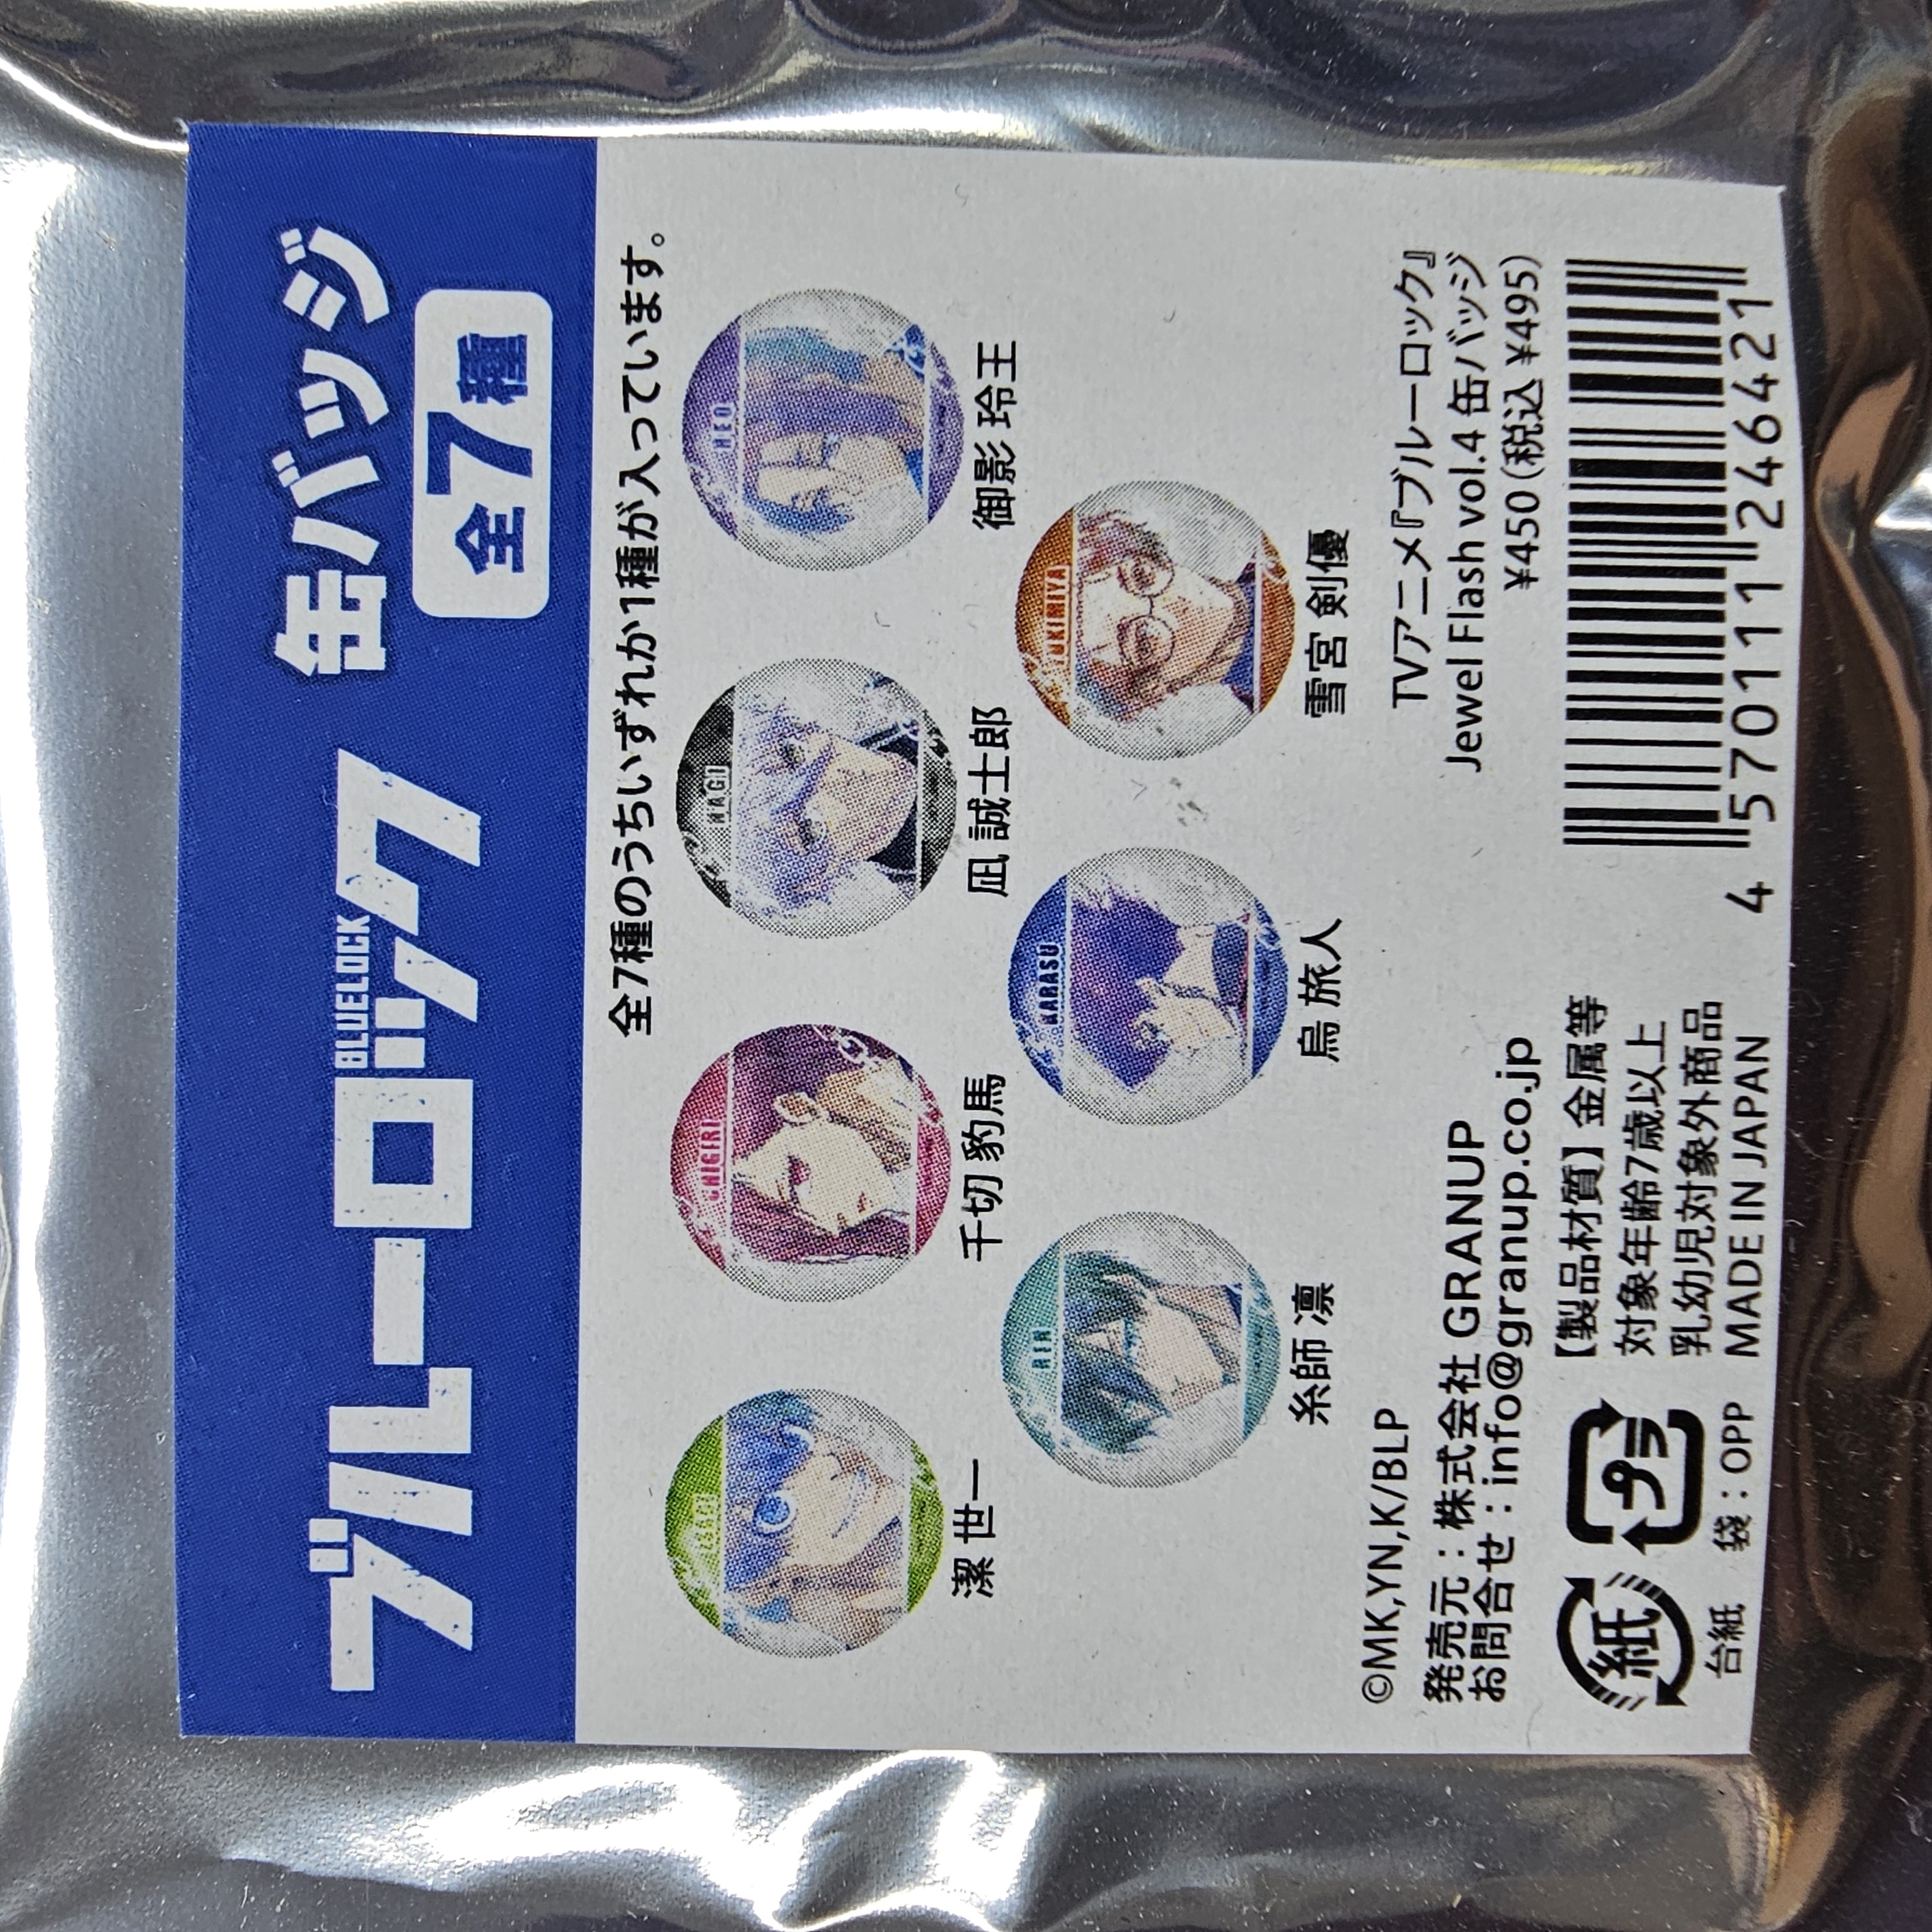 ブルーロック
BLUELOCK
缶バッジ
全7種
全7種のうちいずれか1種が入っています。
ISAGI
CHIGIRI
NAGI
REO
潔 世一
千切 豹馬
凪 誠士郎
御影 玲王
RIN
KARASU
YUKIMIYA
糸師 凛
烏 旅人
雪宮 剣優
©MK,YN,K/BLP
発売元：株式会社 GRANUP
お問合せ：info@granup.co.jp
TVアニメ『ブルーロック』
Jewel Flash vol.4 缶バッジ
¥450 (税込 ¥495)
紙
台紙
プラ
袋：OPP
【製品材質】金属等
対象年齢7歳以上
乳幼児対象外商品
MADE IN JAPAN
4 570111 246421